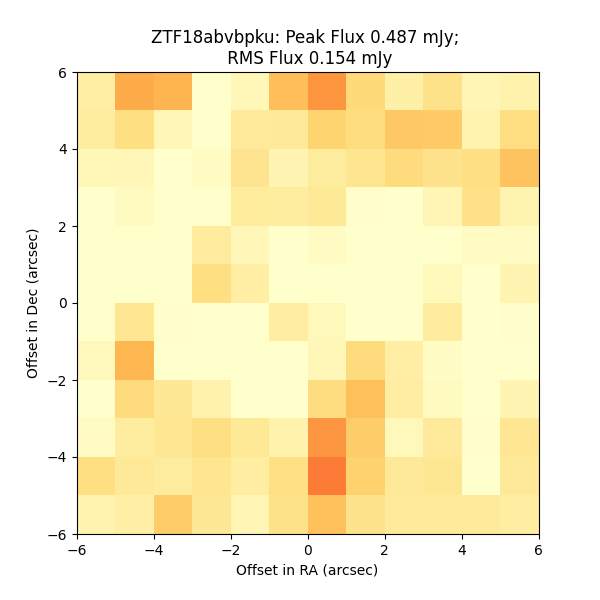 ZTF18abvbpku: Peak Flux 0.487 mJy;
RMS Flux 0.154 mJy
6
4
2
0
−2
−4
−6
Offset in Dec (arcsec)
−6 −4 −2 0 2 4 6
Offset in RA (arcsec)